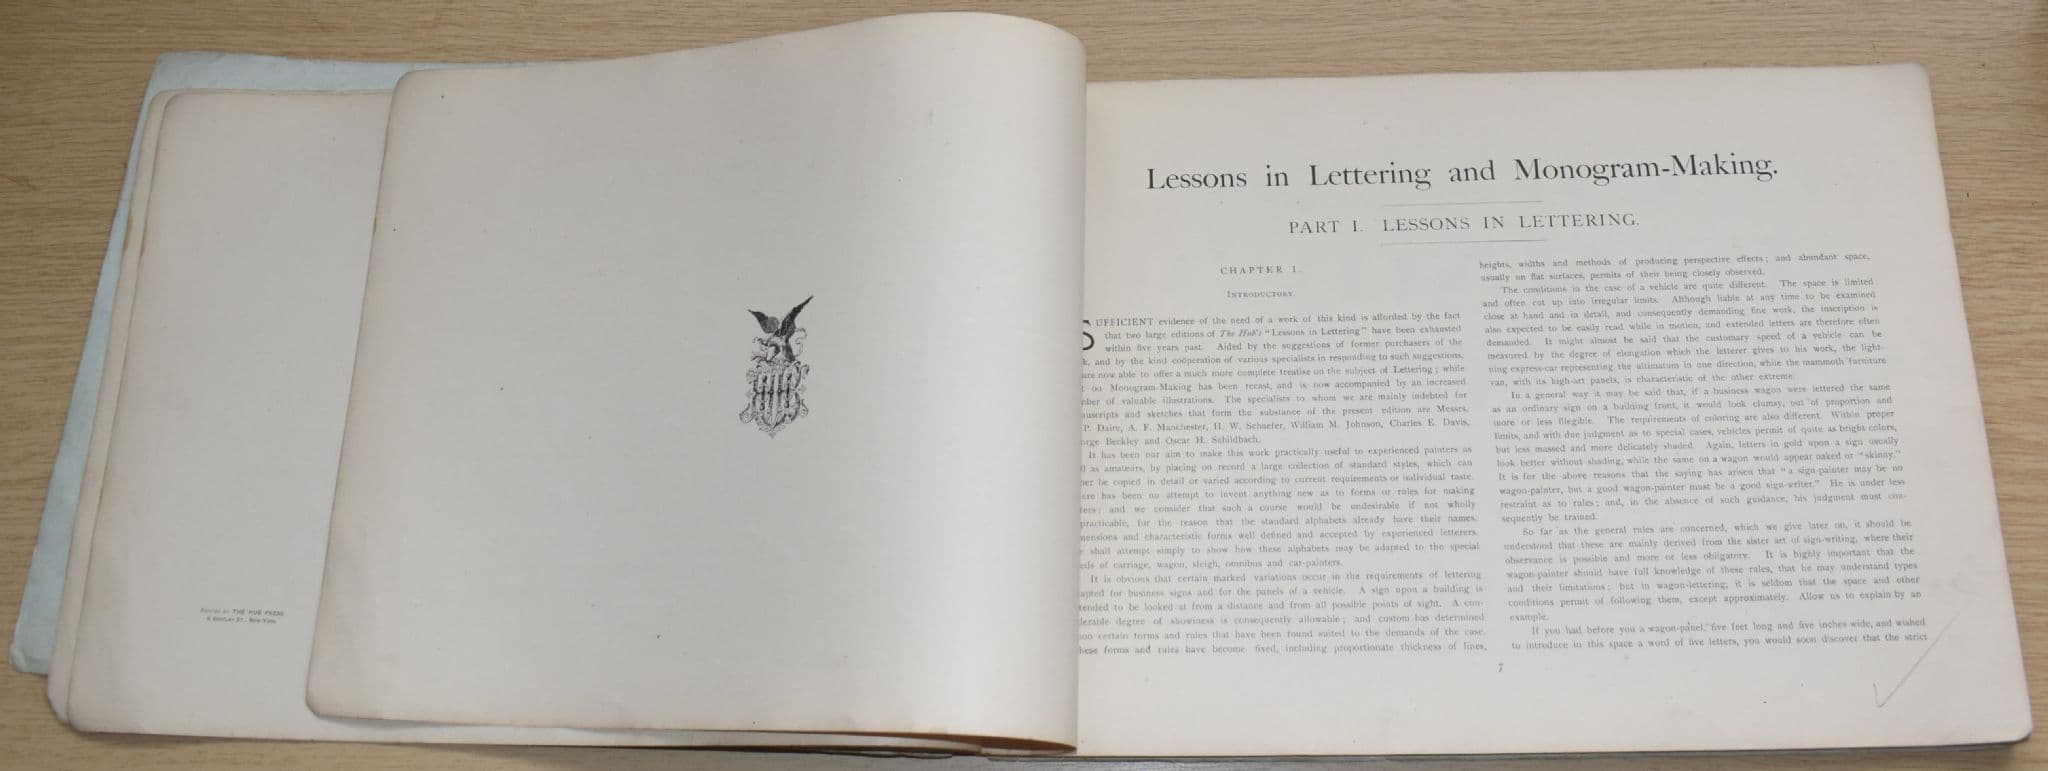 PRINTED BY THE HUB PRESS
6 BARCLAY ST., NEW-YORK.
Lessons in Lettering and Monogram-Making.
PART I. LESSONS IN LETTERING.
CHAPTER I.
INTRODUCTORY.
SUFFICIENT evidence of the need of a work of this kind is afforded by the fact
that two large editions of The Hub's "Lessons in Lettering" have been exhausted
within five years past. Aided by the suggestions of former purchasers of the
k, and by the kind coöperation of various specialists in responding to such suggestions,
are now able to offer a much more complete treatise on the subject of Lettering; while
on Monogram-Making has been recast, and is now accompanied by an increased
nber of valuable illustrations. The specialists to whom we are mainly indebted for
nuscripts and sketches that form the substance of the present edition are Messrs.
P. Daire, A. F. Manchester, H. W. Schaefer, William M. Johnson, Charles E. Davis,
orge Beckley and Oscar H. Schildbach.
It has been our aim to make this work practically useful to experienced painters as
l as amateurs, by placing on record a large collection of standard styles, which can
her be copied in detail or varied according to current requirements or individual taste.
ere has been no attempt to invent anything new as to forms or rules for making
ters; and we consider that such a course would be undesirable if not wholly
practicable, for the reason that the standard alphabets already have their names,
nensions and characteristic forms well defined and accepted by experienced letterers.
shall attempt simply to show how these alphabets may be adapted to the special
eds of carriage, wagon, sleigh, omnibus and car-painters.
It is obvious that certain marked variations occur in the requirements of lettering
apted for business signs and for the panels of a vehicle. A sign upon a building is
tended to be looked at from a distance and from all possible points of sight. A con-
derable degree of showiness is consequently allowable; and custom has determined
on certain terms and rules that have been found suited to the demands of the case.
hese forms and rules have become fixed, including proportionate thickness of lines,
heights, widths and methods of producing perspective effects; and abundant space,
usually on flat surfaces, permits of their being closely observed.
The conditions in the case of a vehicle are quite different. The space is limited
and often cut up into irregular limits. Although liable at any time to be examined
close at hand and in detail, and consequently demanding fine work, the inscription is
also expected to be easily read while in motion, and extended letters are therefore often
demanded. It might almost be said that the customary speed of a vehicle can be
measured by the degree of elongation which the letterer gives to his work, the light-
ning express-car representing the ultimatum in one direction, while the mammoth furniture
van, with its high-art panels, is characteristic of the other extreme.
In a general way it may be said that, if a business wagon were lettered the same
as an ordinary sign on a building front, it would look clumsy, out of proportion and
more or less illegible. The requirements of coloring are also different. Within proper
limits, and with due judgment as to special cases, vehicles permit of quite as bright colors,
but less massed and more delicately shaded. Again, letters in gold upon a sign usually
look better without shading, while the same on a wagon would appear naked or "skinny."
It is for the above reasons that the saying has arisen that "a sign-painter may be no
wagon-painter, but a good wagon-painter must be a good sign-writer." He is under less
restraint as to rules; and, in the absence of such guidance, his judgment must con-
sequently be trained.
So far as the general rules are concerned, which we give later on, it should be
understood that these are mainly derived from the sister art of sign-writing, where their
observance is possible and more or less obligatory. It is highly important that the
wagon-painter should have full knowledge of these rules, that he may understand types
and their limitations; but in wagon-lettering, it is seldom that the space and other
conditions permit of following them, except approximately. Allow us to explain by an
example.
If you had before you a wagon-panel, five feet long and five inches wide, and wished
to introduce in this space a word of five letters, you would soon discover that the strict
7